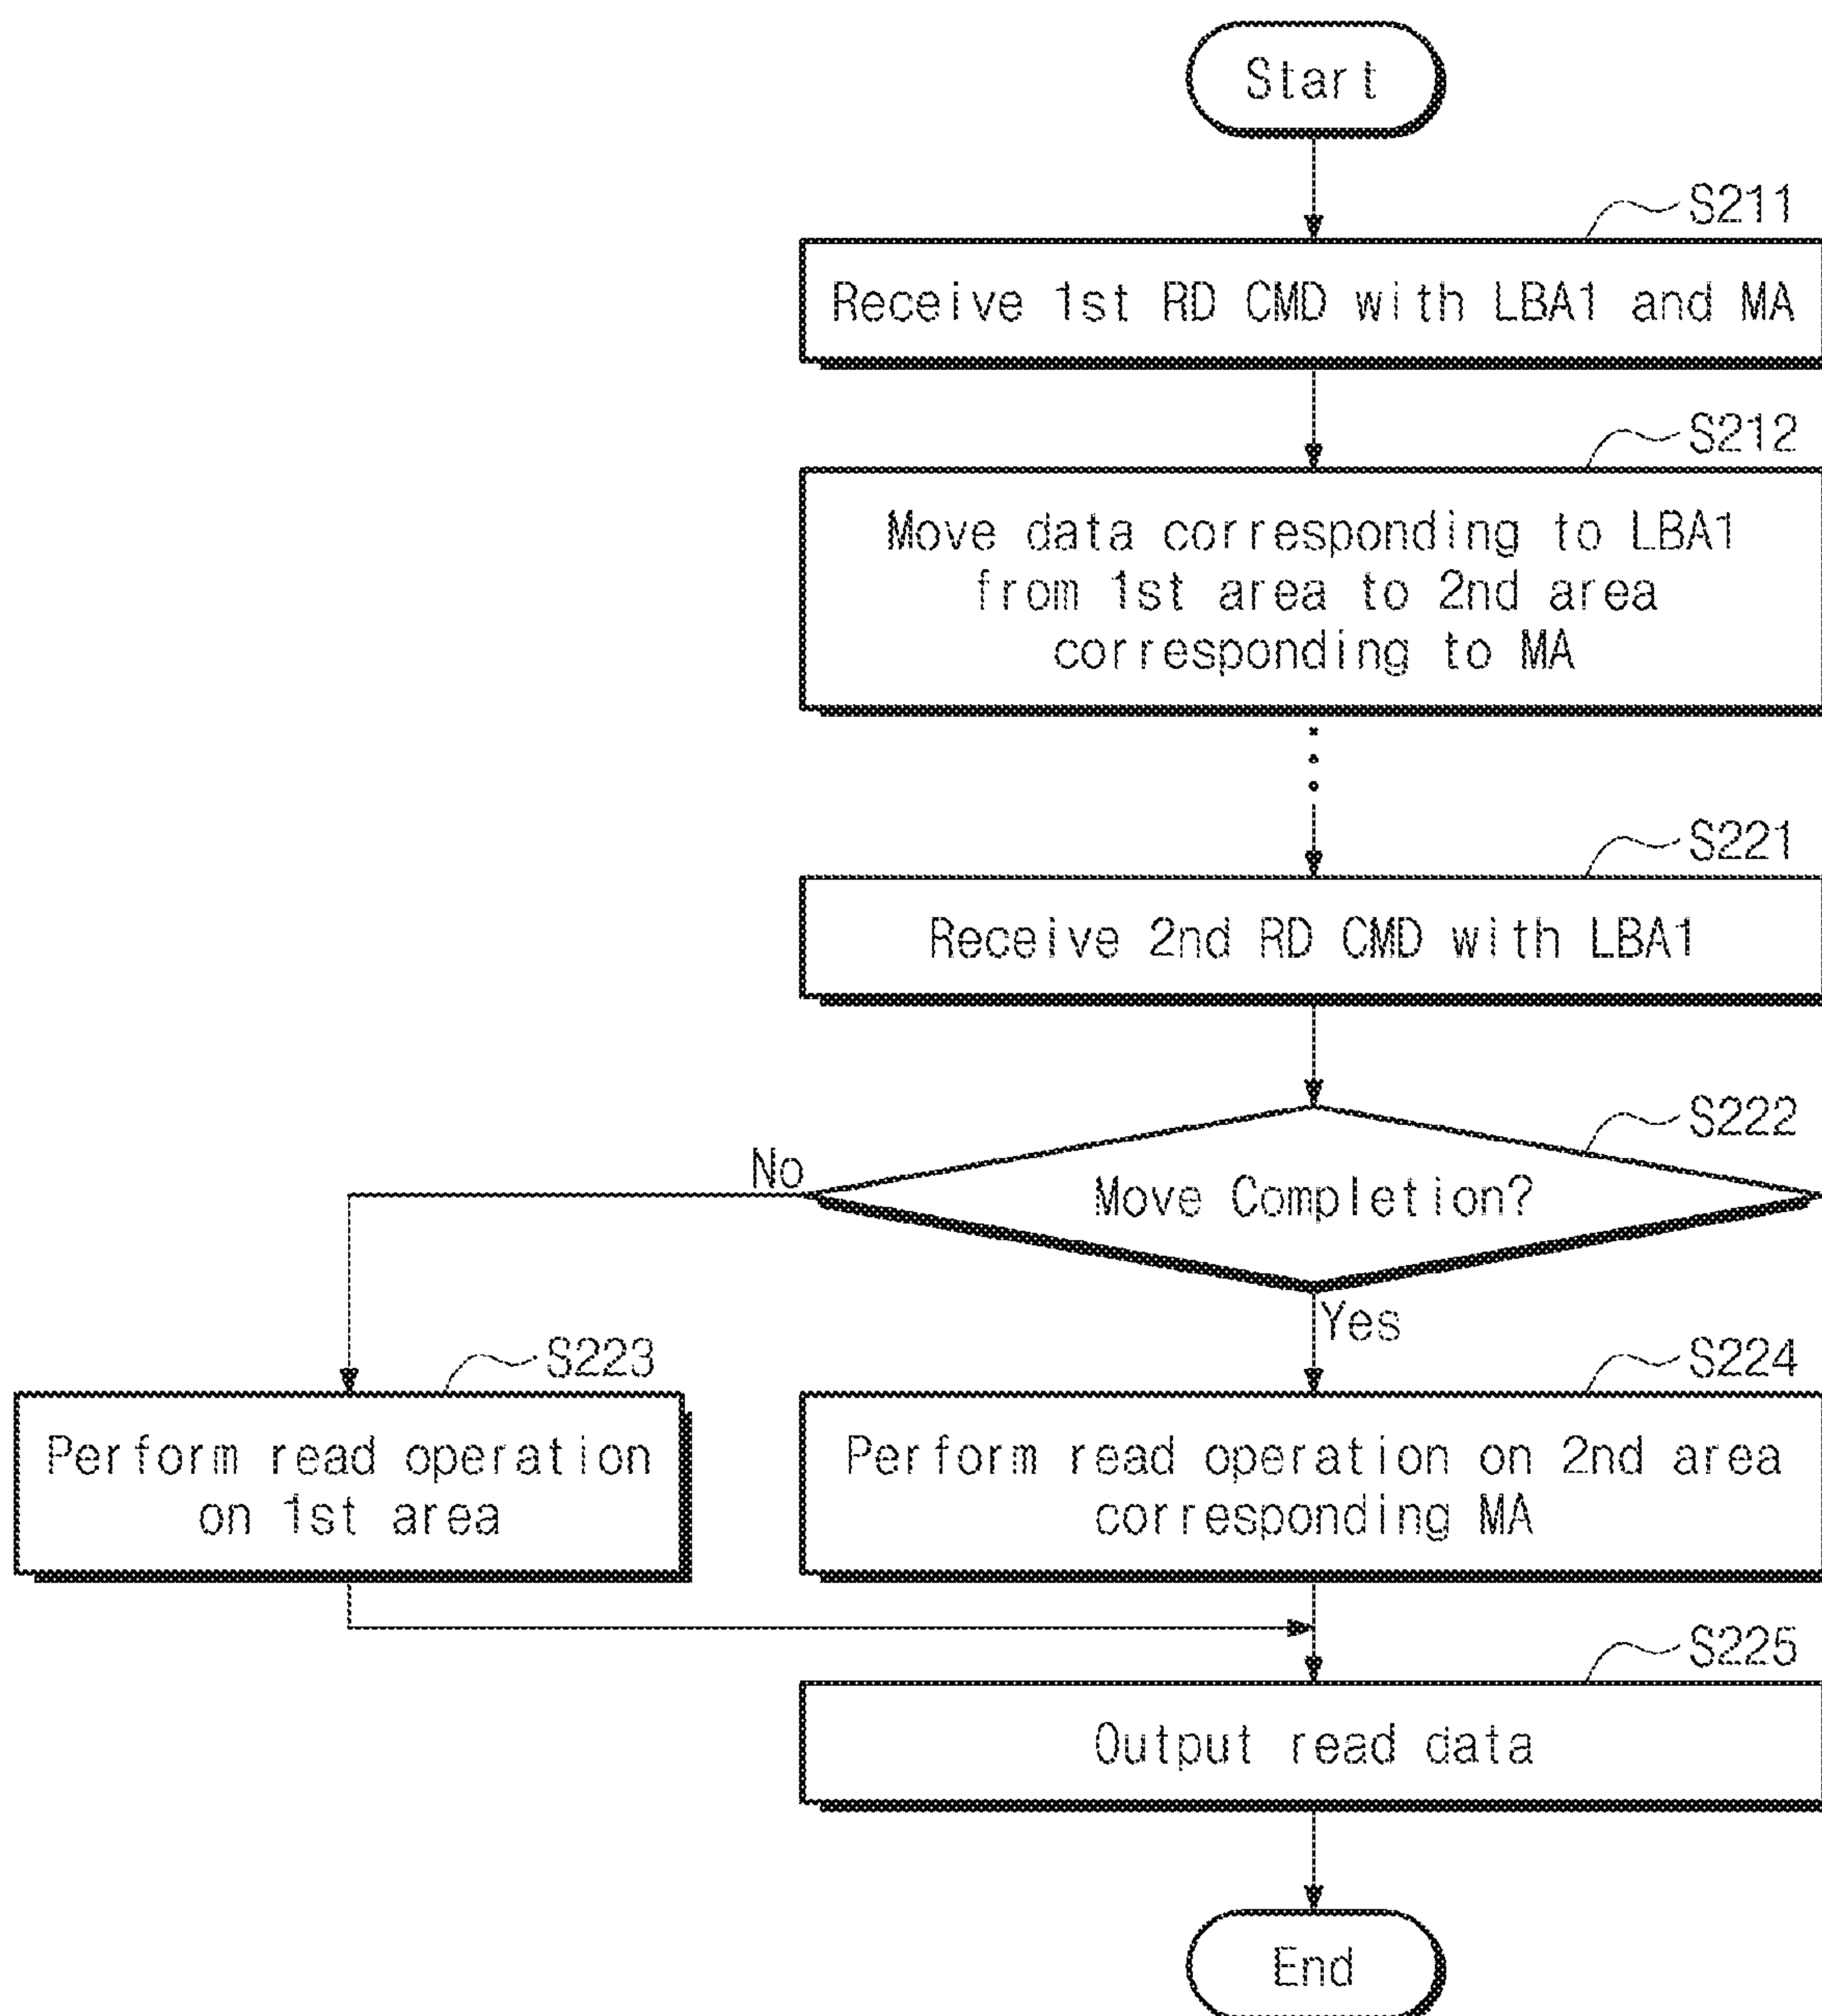 Start
S211
Receive 1st RD CMD with LBA1 and MA
S212
Move data corresponding to LBA1
from 1st area to 2nd area
corresponding to MA
S221
Receive 2nd RD CMD with LBA1
S222
No
Move Completion?
Yes
S223
S224
Perform read operation
on 1st area
Perform read operation on 2nd area
corresponding MA
S225
Output read data
End